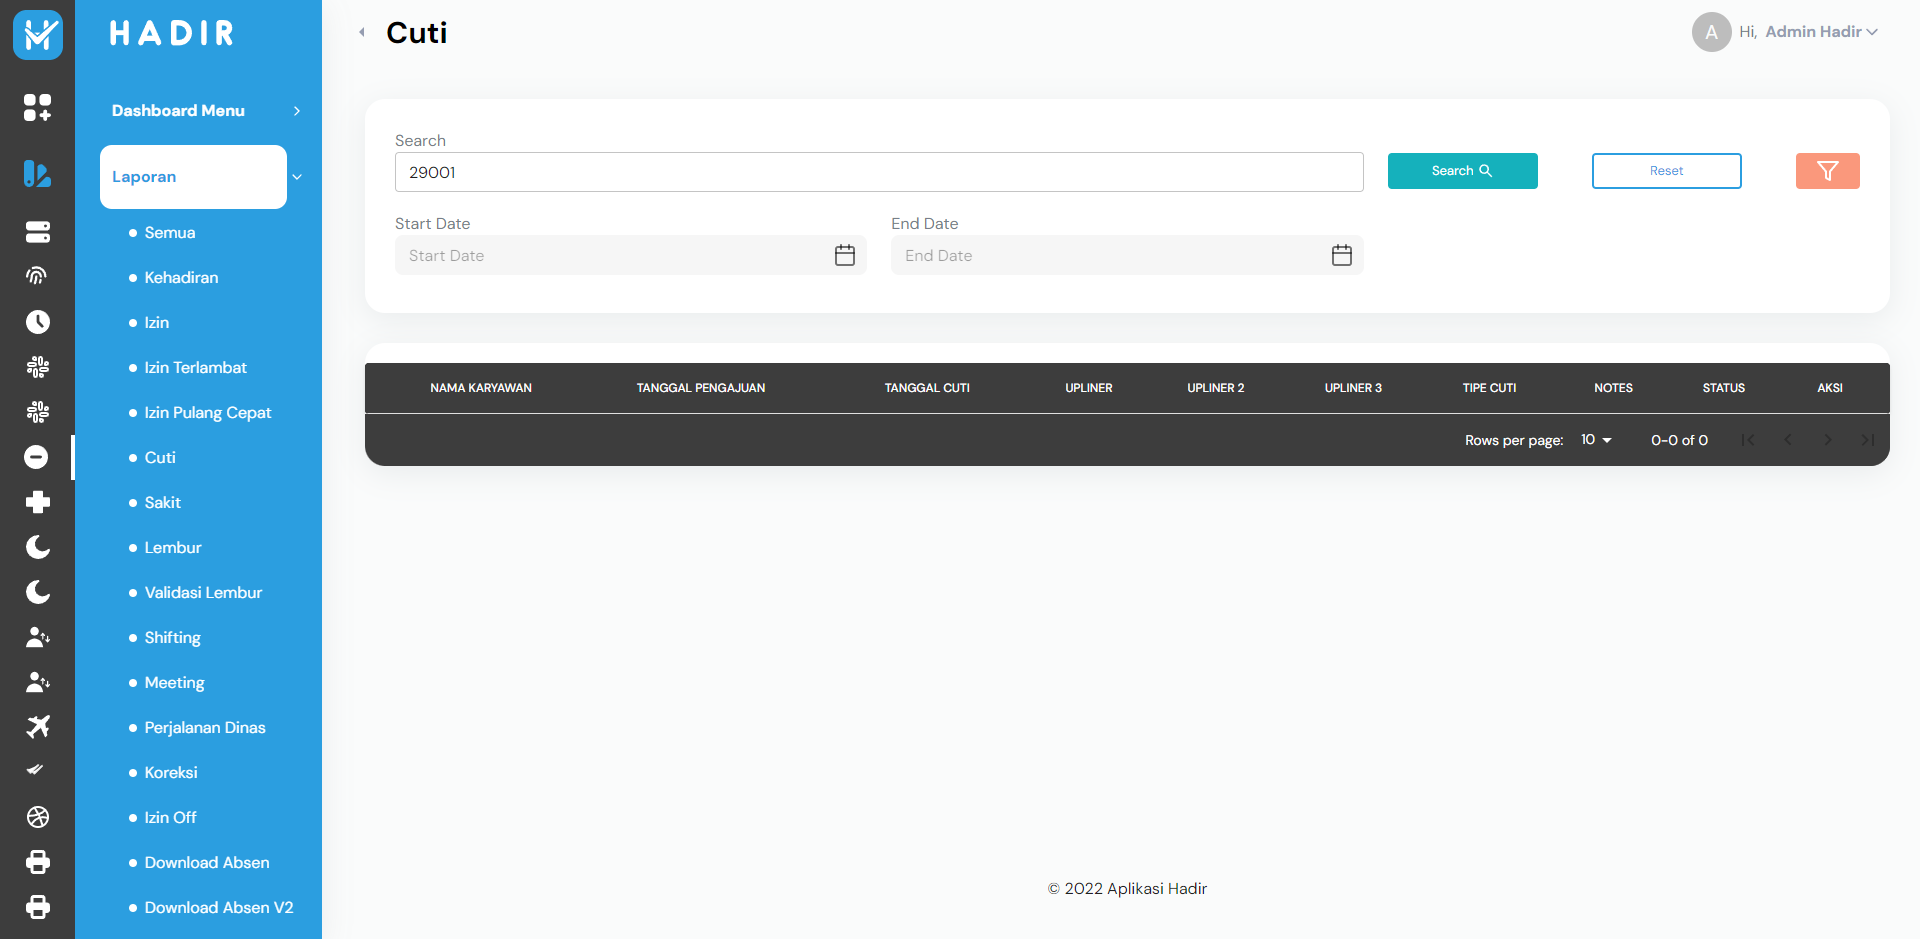 HADIR
Dashboard Menu
Laporan
Semua
Kehadiran
Izin
Izin Terlambat
Izin Pulang Cepat
Cuti
Sakit
Lembur
Validasi Lembur
Shifting
Meeting
Perjalanan Dinas
Koreksi
Izin Off
Download Absen
Download Absen V2
Cuti
A Hi, Admin Hadir
Search
29001 Search Reset
Start Date End Date
Start Date End Date
NAMA KARYAWAN TANGGAL PENGAJUAN TANGGAL CUTI UPLINER UPLINER 2 UPLINER 3 TIPE CUTI NOTES STATUS AKSI
Rows per page: 10 0-0 of 0
© 2022 Aplikasi Hadir